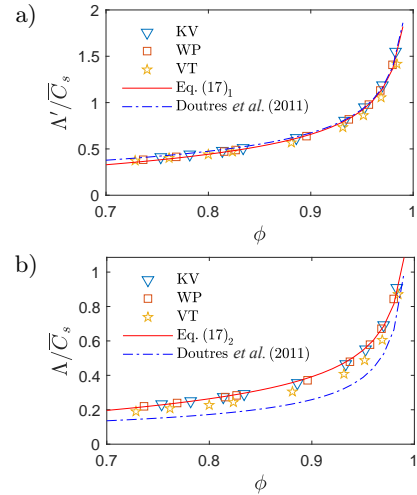 a)
Λ′/C̅s
2
1.5
1
0.5
0
KV
WP
VT
Eq. (17)1
Doutres et al. (2011)
0.7 0.8 0.9 1
ϕ
b)
Λ/C̅s
1
0.8
0.6
0.4
0.2
0
KV
WP
VT
Eq. (17)2
Doutres et al. (2011)
0.7 0.8 0.9 1
ϕ